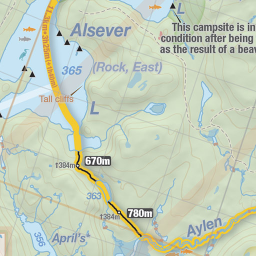 Alsever
This campsite is in
condition after being
as the result of a beav
365
(Rock, East)
Tall cliffs
L
L
670m
1384m
363
780m
1384m
Aylen
April's